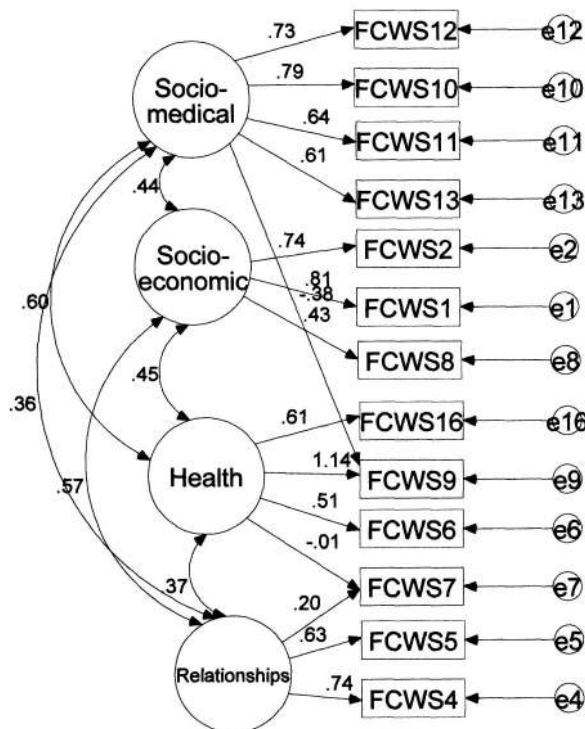 .73
FCWS12
e12
Socio-
medical
.79
FCWS10
e10
.64
FCWS11
e11
.61
FCWS13
e13
.44
.74
FCWS2
e2
Socio-
economic
.81
-.38
FCWS1
e1
.60
.43
FCWS8
e8
.36
.45
.61
FCWS16
e16
Health
1.14
FCWS9
e9
.57
.51
FCWS6
e6
-.01
.37
FCWS7
e7
.20
.63
FCWS5
e5
Relationships
.74
FCWS4
e4